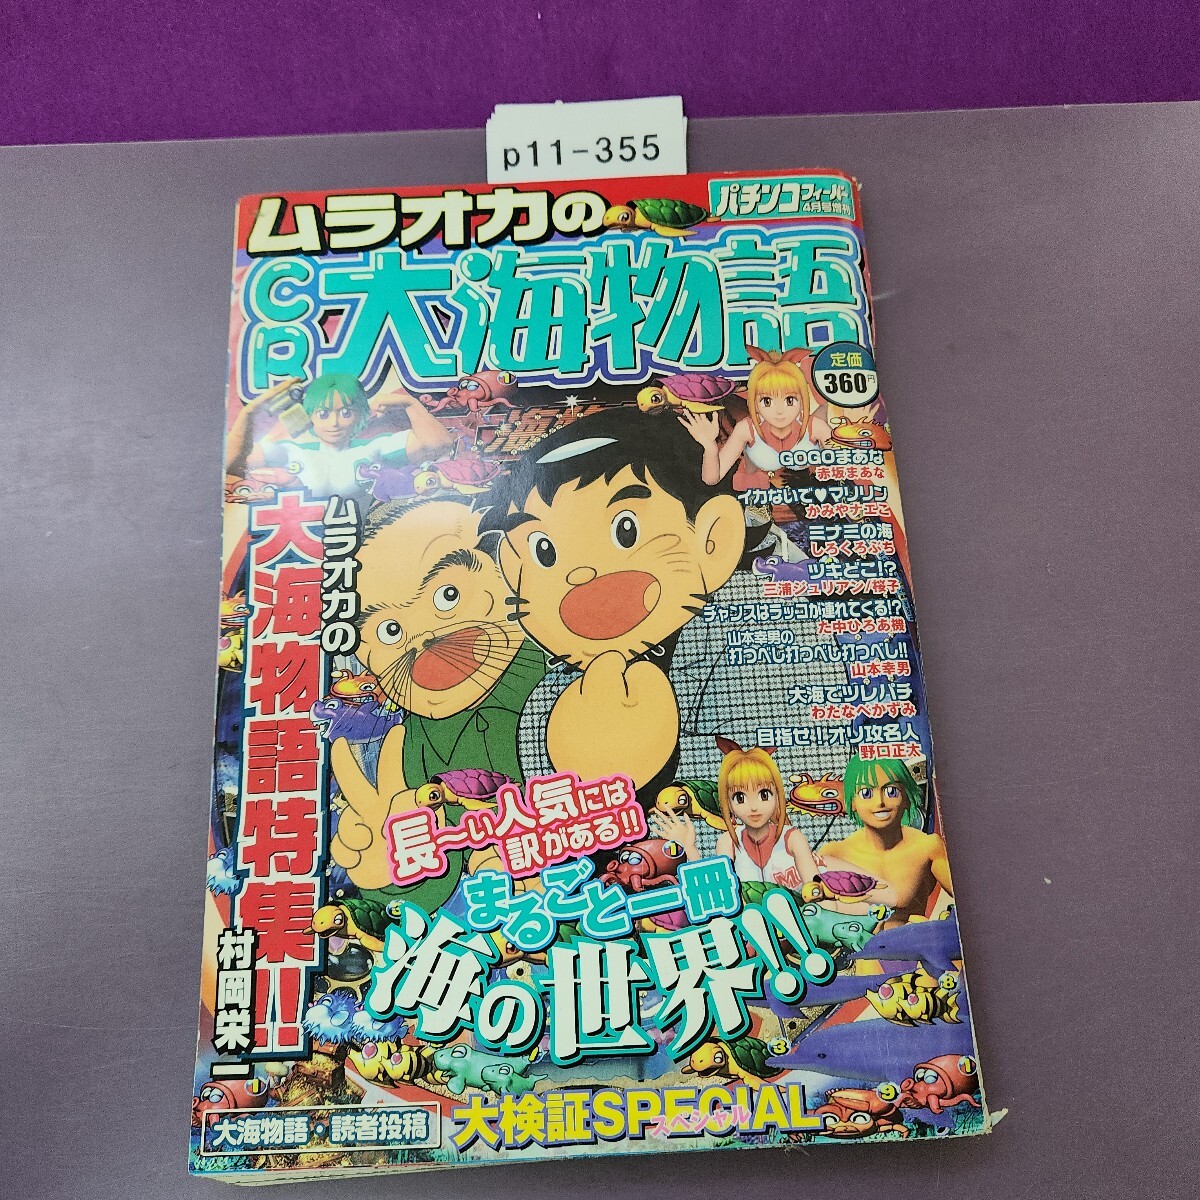 p11-355
ムラオカの
パチンコフィーバー
4月号増刊
CR大海物語
定価
360円
GOGOまあな
赤坂まあな
イカないで♥マリリン
かみやナエこ
ミナミの海
しろくろぶち
ツキどこ!?
三浦ジュリアン/桜子
チャンスはラッコが連れてくる!?
た中ひろあ機
山本幸男の
打つべし打つべし打つべし!!
山本幸男
大海でツレパチ
わたなべかすみ
目指せ!オリ攻名人
野口正太
ムラオカの
大海物語特集!!
村岡栄一
長〜い人気には
訳がある!!
まるごと一冊
海の世界!!
大海物語・読者投稿
大検証SPECIAL
スペシャル